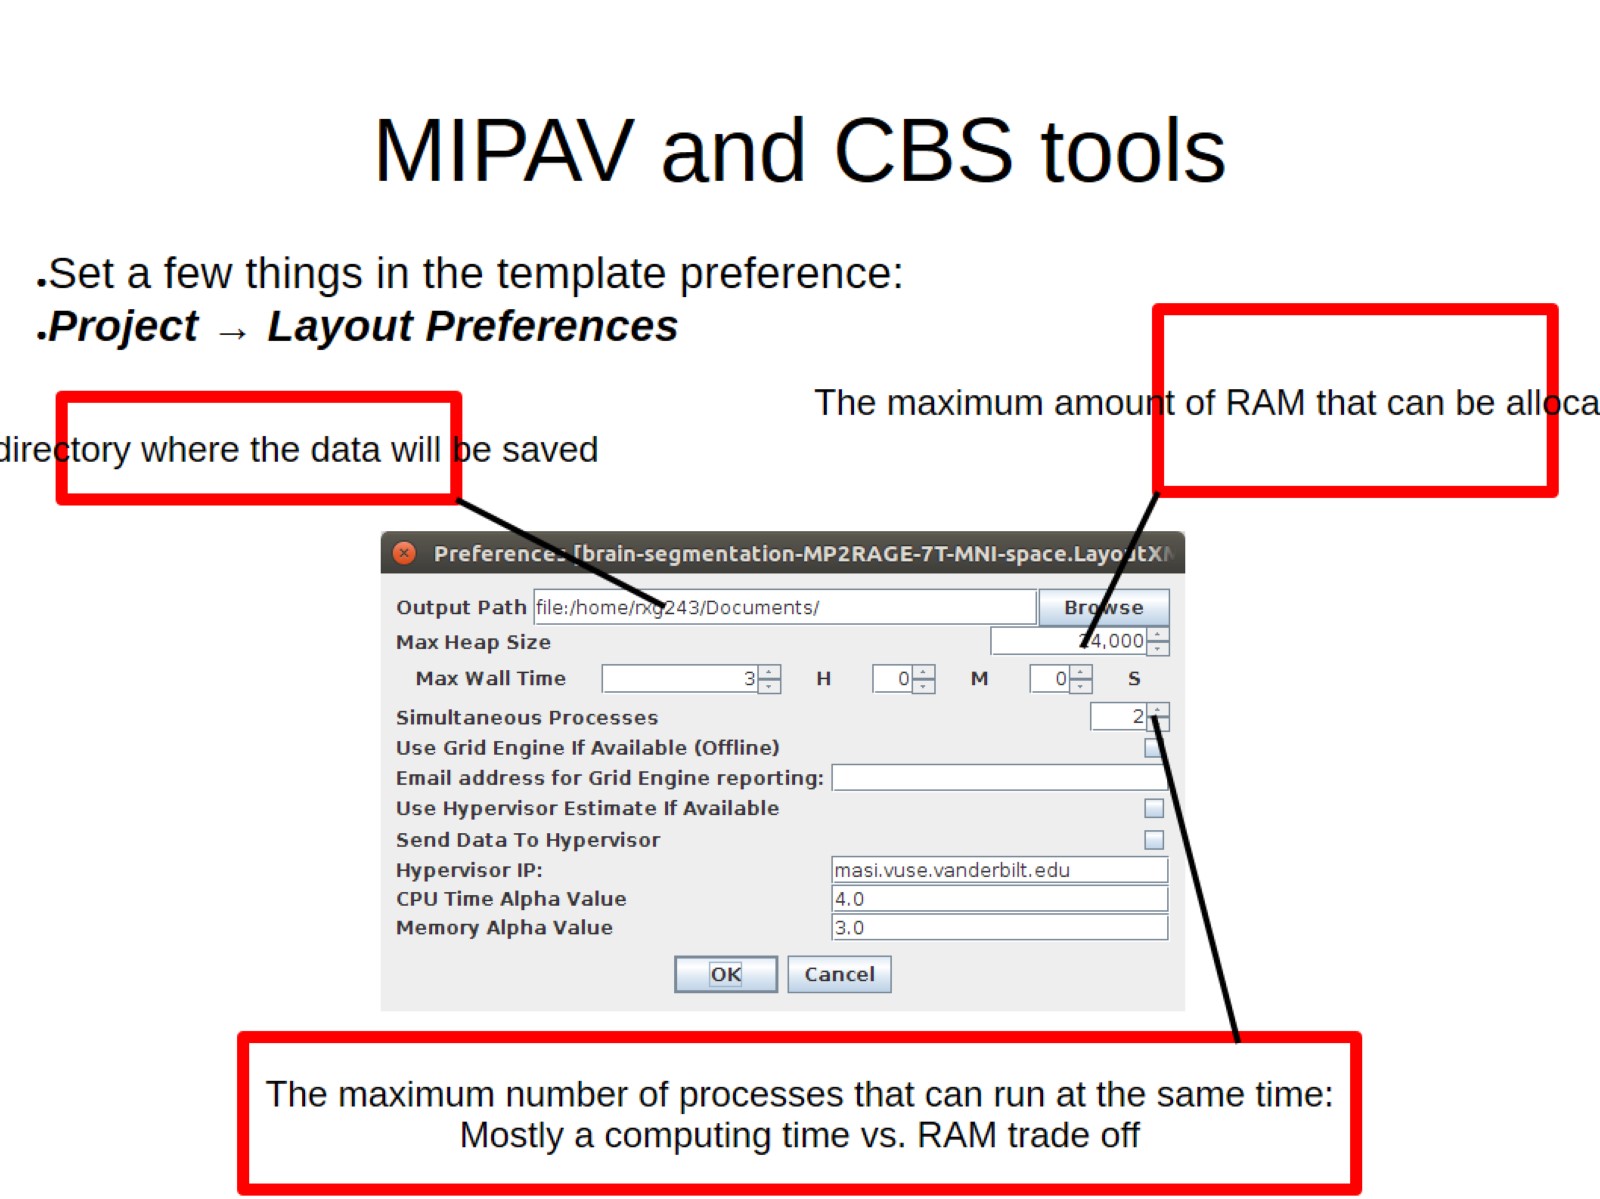 MIPAV and CBS tools
•Set a few things in the template preference:
•Project → Layout Preferences
The maximum amount of RAM that can be alloca
directory where the data will be saved
Preferences [brain-segmentation-MP2RAGE-7T-MNI-space.LayoutXM
Output Path file:/home/rxg243/Documents/ Browse
Max Heap Size 24,000
Max Wall Time 3 H 0 M 0 S
Simultaneous Processes 2
Use Grid Engine If Available (Offline)
Email address for Grid Engine reporting:
Use Hypervisor Estimate If Available
Send Data To Hypervisor
Hypervisor IP: masi.vuse.vanderbilt.edu
CPU Time Alpha Value 4.0
Memory Alpha Value 3.0
OK Cancel
The maximum number of processes that can run at the same time:
Mostly a computing time vs. RAM trade off